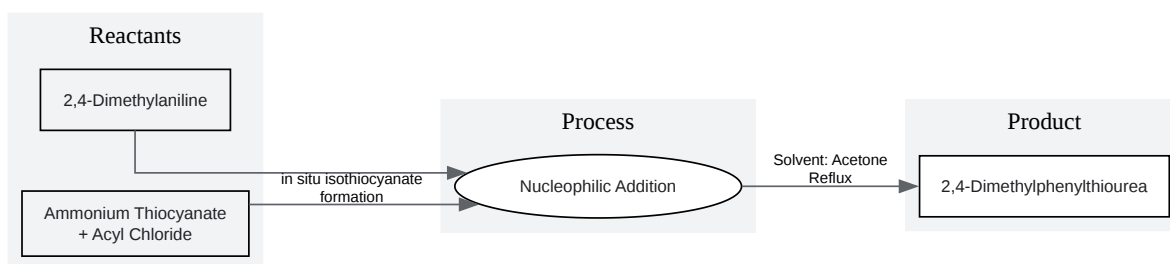 Reactants
2,4-Dimethylaniline
Ammonium Thiocyanate
+ Acyl Chloride
in situ isothiocyanate
formation
Process
Nucleophilic Addition
Solvent: Acetone
Reflux
Product
2,4-Dimethylphenylthiourea